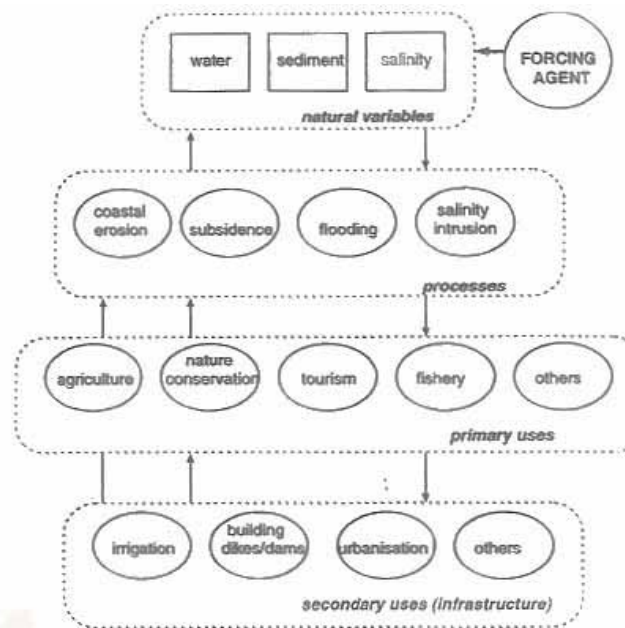 water
sediment
salinity
FORCING
AGENT
natural variables
coastal
erosion
subsidence
flooding
salinity
intrusion
processes
agriculture
nature
conservation
tourism
fishery
others
primary uses
irrigation
building
dikes/dams
urbanisation
others
secondary uses (infrastructure)